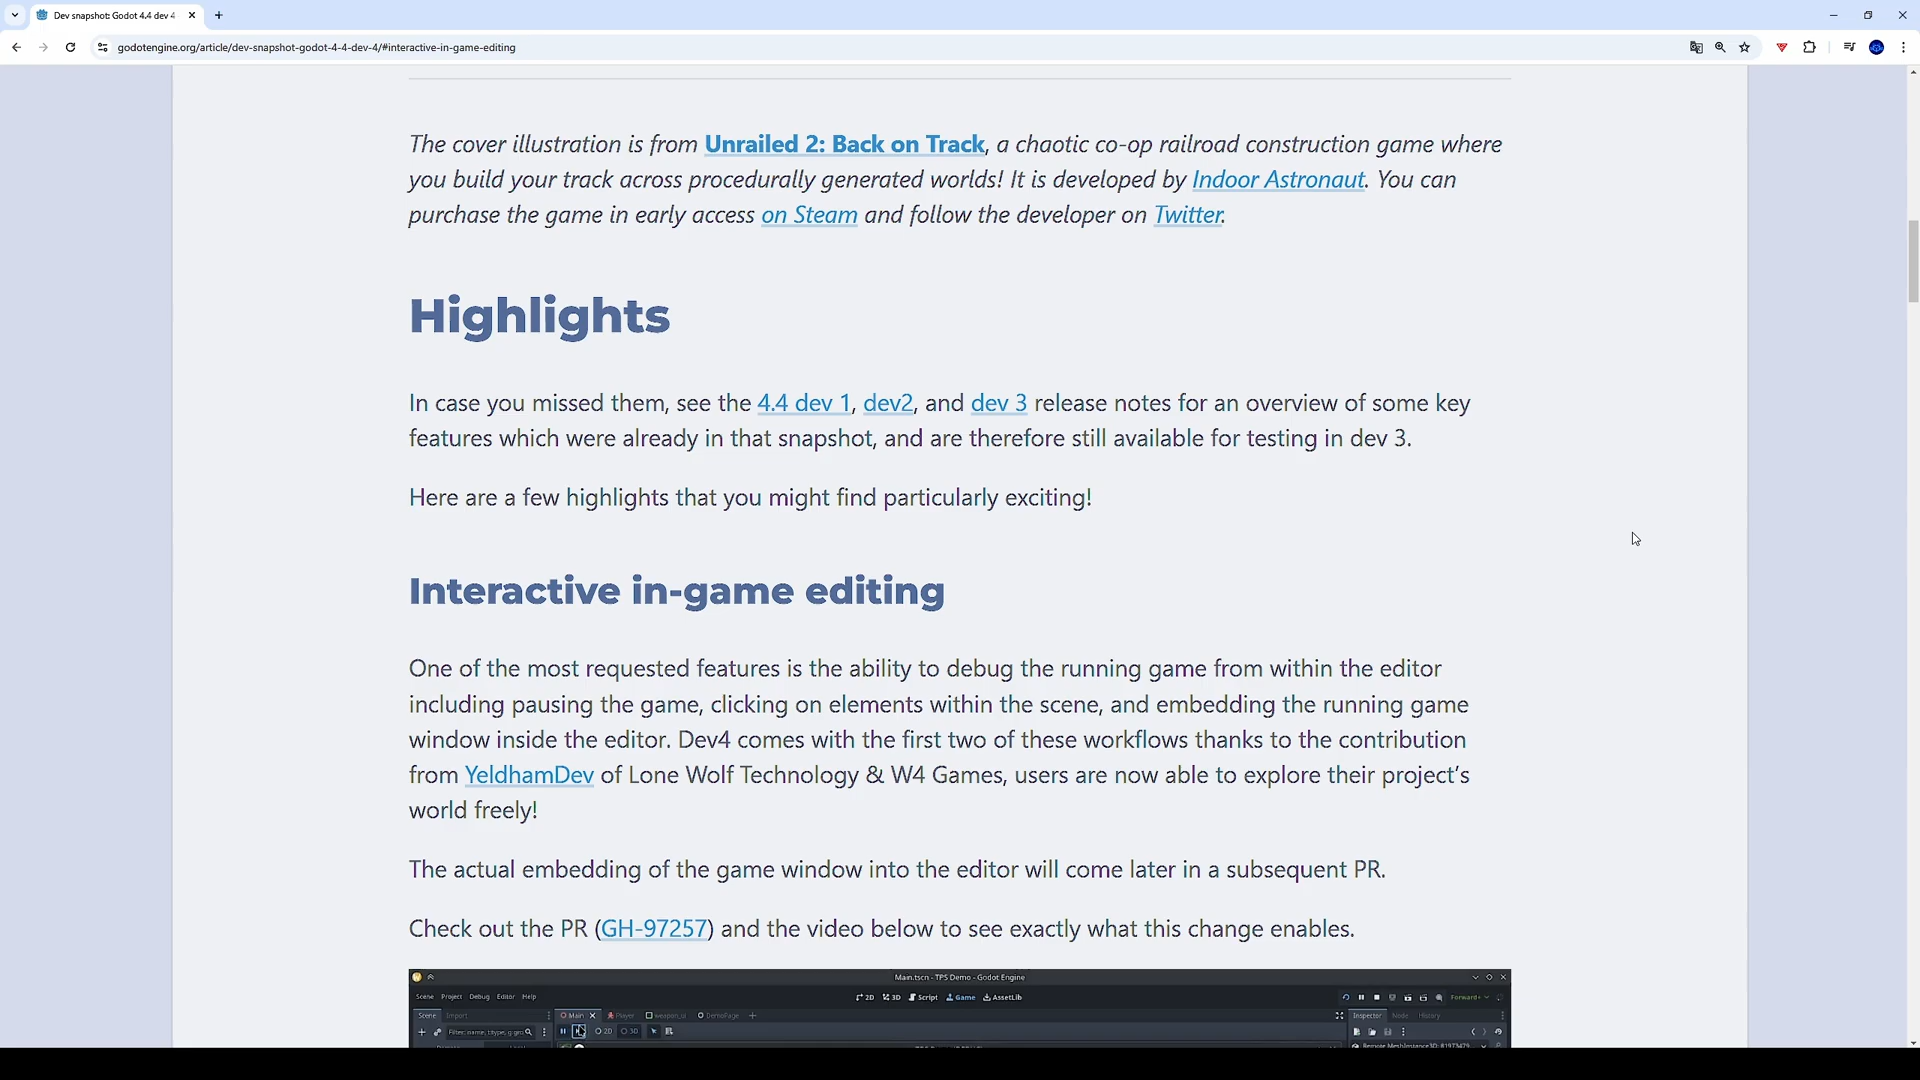 Dev snapshot: Godot 4.4 dev 4
godotengine.org/article/dev-snapshot-godot-4-4-dev-4/#interactive-in-game-editing
The cover illustration is from Unrailed 2: Back on Track, a chaotic co-op railroad construction game where
you build your track across procedurally generated worlds! It is developed by Indoor Astronaut. You can
purchase the game in early access on Steam and follow the developer on Twitter.
Highlights
In case you missed them, see the 4.4 dev 1, dev2, and dev 3 release notes for an overview of some key
features which were already in that snapshot, and are therefore still available for testing in dev 3.
Here are a few highlights that you might find particularly exciting!
Interactive in-game editing
One of the most requested features is the ability to debug the running game from within the editor
including pausing the game, clicking on elements within the scene, and embedding the running game
window inside the editor. Dev4 comes with the first two of these workflows thanks to the contribution
from YeldhamDev of Lone Wolf Technology & W4 Games, users are now able to explore their project's
world freely!
The actual embedding of the game window into the editor will come later in a subsequent PR.
Check out the PR (GH-97257) and the video below to see exactly what this change enables.
Main.tscn - TPS Demo - Godot Engine
Scene Project Debug Editor Help 2D 3D Script Game AssetLib Forward+
Scene Import Main Player weapon_ui DemoPage Inspector Node History
2D 3D